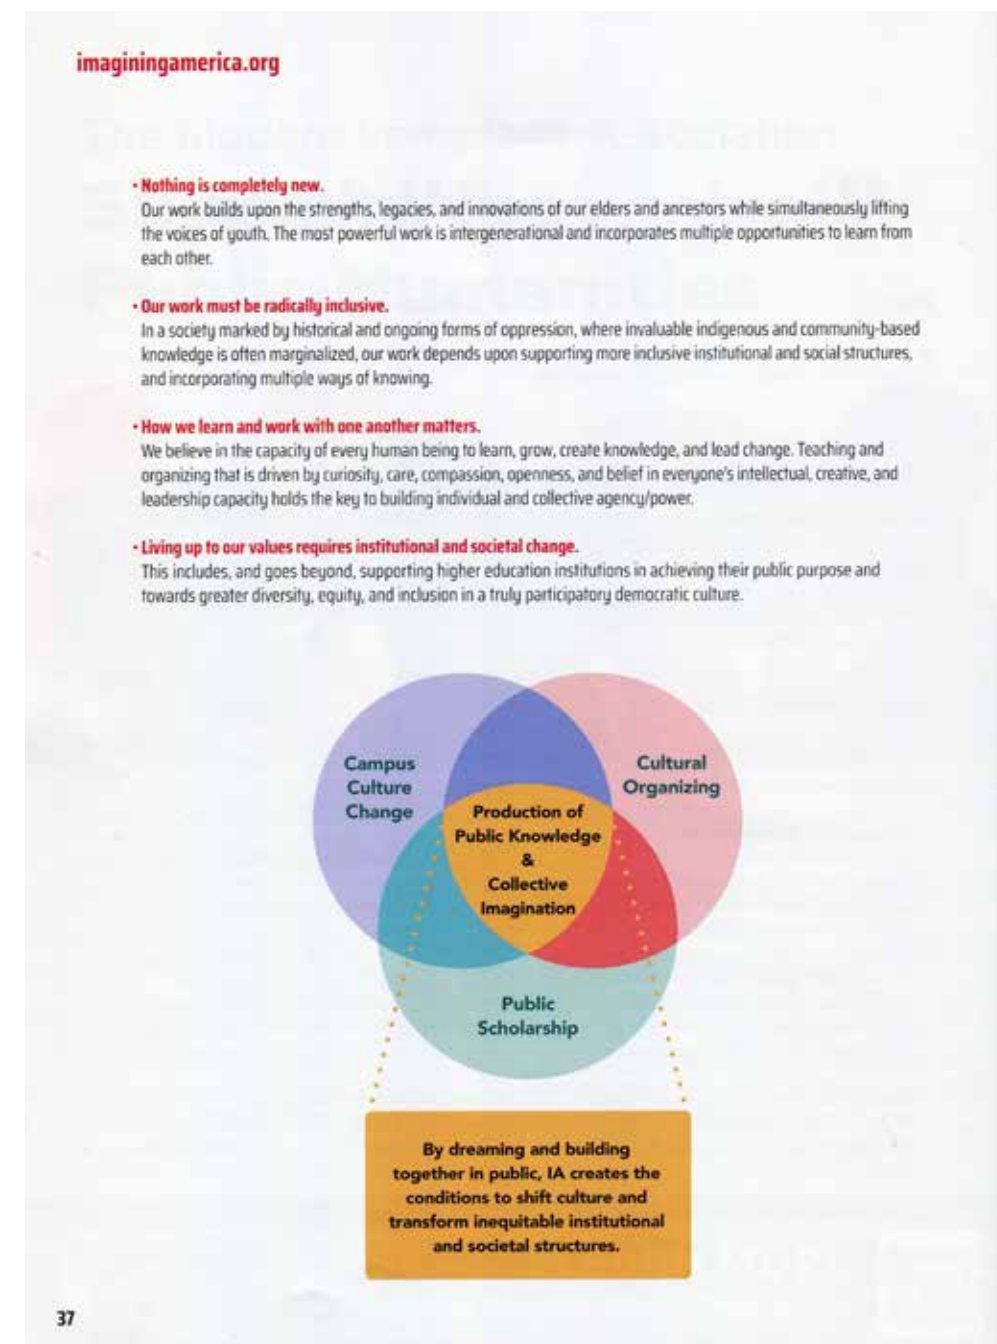 imaginingamerica.org
• Nothing is completely new.
Our work builds upon the strengths, legacies, and innovations of our elders and ancestors while simultaneously lifting
the voices of youth. The most powerful work is intergenerational and incorporates multiple opportunities to learn from
each other.
• Our work must be radically inclusive.
In a society marked by historical and ongoing forms of oppression, where invaluable indigenous and community-based
knowledge is often marginalized, our work depends upon supporting more inclusive institutional and social structures,
and incorporating multiple ways of knowing.
• How we learn and work with one another matters.
We believe in the capacity of every human being to learn, grow, create knowledge, and lead change. Teaching and
organizing that is driven by curiosity, care, compassion, openness, and belief in everyone's intellectual, creative, and
leadership capacity holds the key to building individual and collective agency/power.
• Living up to our values requires institutional and societal change.
This includes, and goes beyond, supporting higher education institutions in achieving their public purpose and
towards greater diversity, equity, and inclusion in a truly participatory democratic culture.
Campus
Culture
Change
Cultural
Organizing
Production of
Public Knowledge
&
Collective
Imagination
Public
Scholarship
By dreaming and building
together in public, IA creates the
conditions to shift culture and
transform inequitable institutional
and societal structures.
37